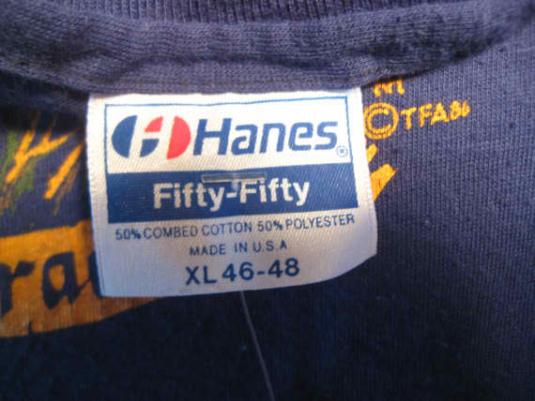 Hanes®
Fifty-Fifty
50% COMBED COTTON 50% POLYESTER
MADE IN U.S.A
XL 46-48
©TFA86